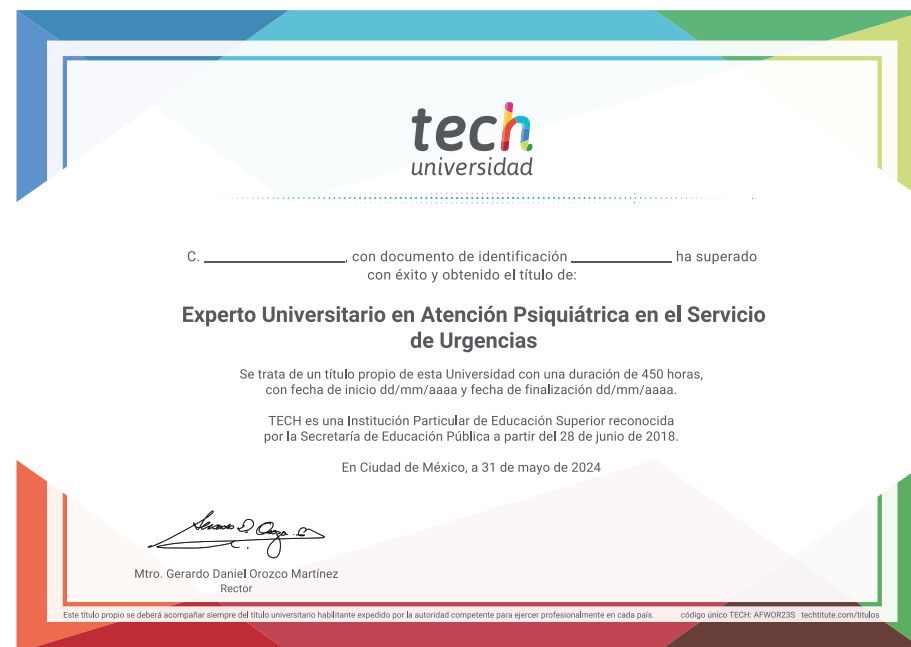 tech
universidad
C. ____________________, con documento de identificación ______________ ha superado
con éxito y obtenido el título de:
Experto Universitario en Atención Psiquiátrica en el Servicio
de Urgencias
Se trata de un título propio de esta Universidad con una duración de 450 horas,
con fecha de inicio dd/mm/aaaa y fecha de finalización dd/mm/aaaa.
TECH es una Institución Particular de Educación Superior reconocida
por la Secretaría de Educación Pública a partir del 28 de junio de 2018.
En Ciudad de México, a 31 de mayo de 2024
Mtro. Gerardo Daniel Orozco Martínez
Rector
Este título propio se deberá acompañar siempre del título universitario habilitante expedido por la autoridad competente para ejercer profesionalmente en cada país. código único TECH: AFWOR23S techtitute.com/titulos